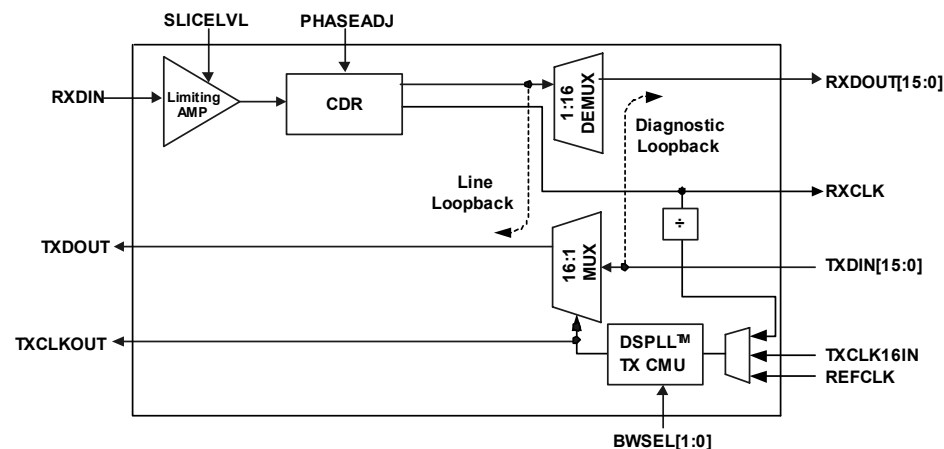 SLICELVL
PHASEADJ
RXDIN
Limiting
AMP
CDR
1:16
DEMUX
RXDOUT[15:0]
Diagnostic
Loopback
Line
Loopback
RXCLK
÷
TXDOUT
16:1
MUX
TXDIN[15:0]
TXCLKOUT
DSPLL™
TX CMU
TXCLK16IN
REFCLK
BWSEL[1:0]